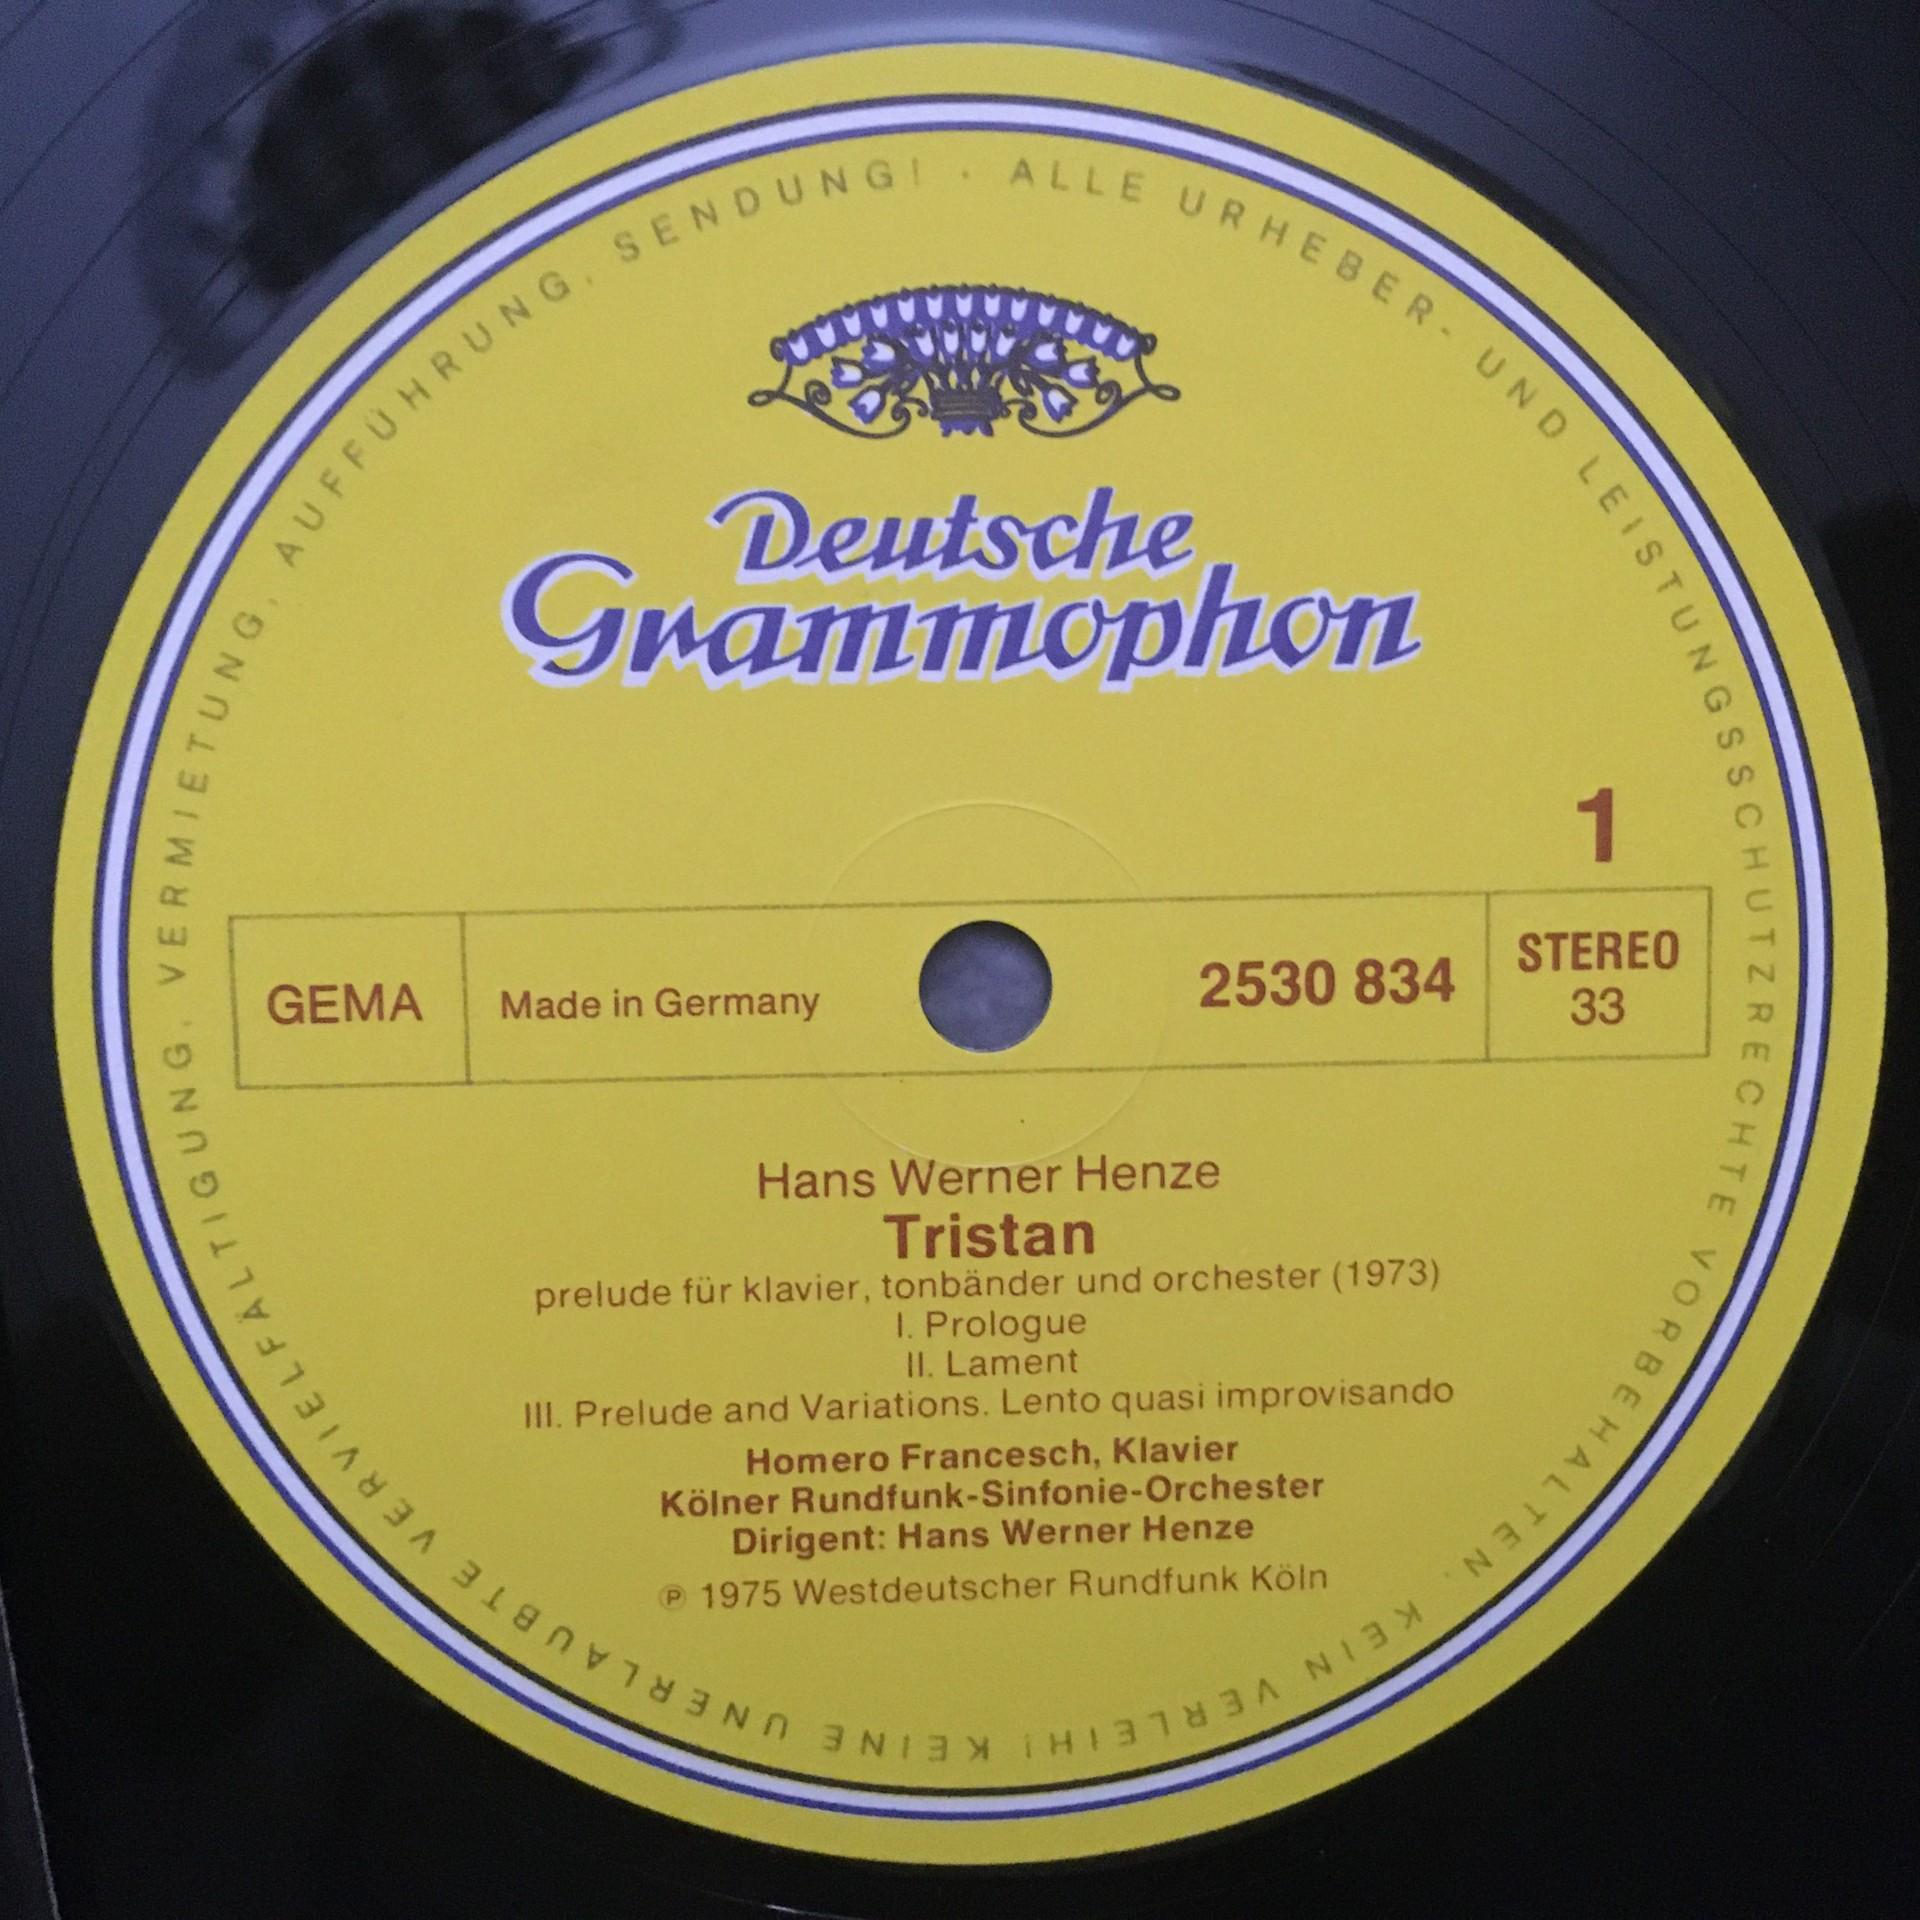 ALLE URHEBER- UND LEISTUNGSSCHUTZRECHTE VORBEHALTEN. KEIN VERLEIH! KEINE UNERLAUBTE VERVIELFÄLTIGUNG, VERMIETUNG, AUFFÜHRUNG, SENDUNG! ·
Deutsche
Grammophon
1
GEMA
Made in Germany
2530 834
STEREO
33
Hans Werner Henze
Tristan
prelude für klavier, tonbänder und orchester (1973)
I. Prologue
II. Lament
III. Prelude and Variations. Lento quasi improvisando
Homero Francesch, Klavier
Kölner Rundfunk-Sinfonie-Orchester
Dirigent: Hans Werner Henze
℗ 1975 Westdeutscher Rundfunk Köln